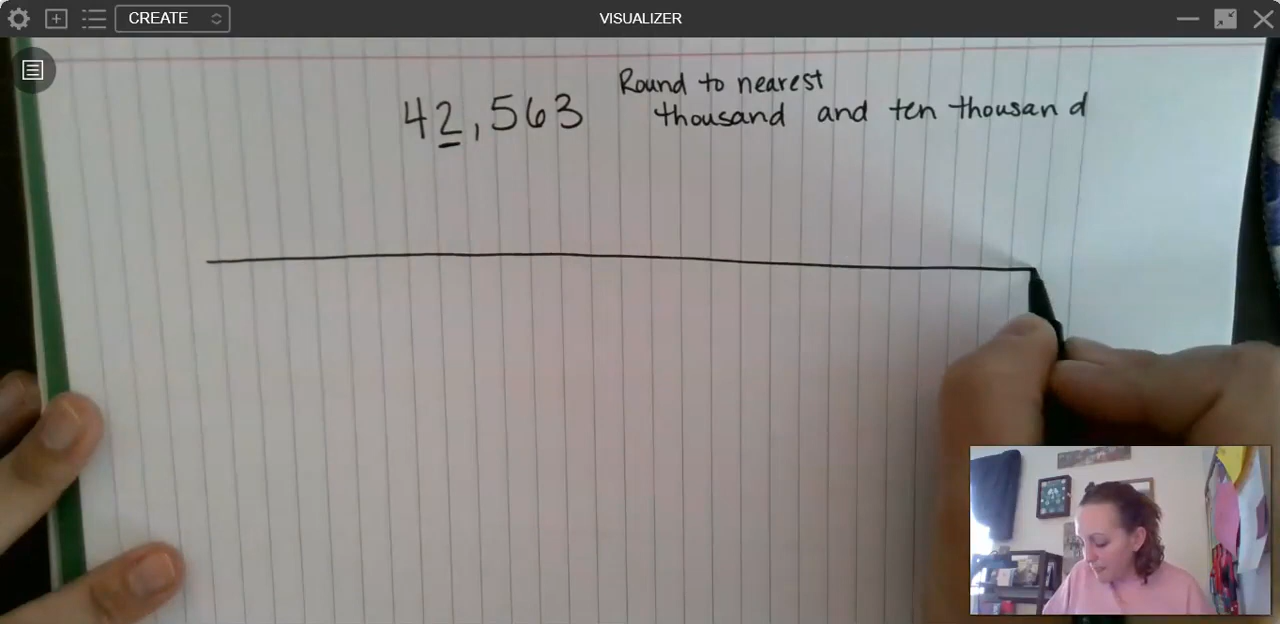 CREATE
VISUALIZER
42,563
Round to nearest
thousand and ten thousand